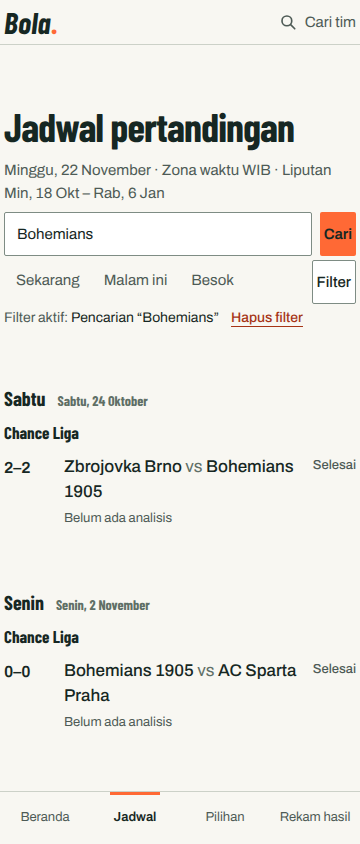 Bola.
Cari tim
Jadwal pertandingan
Minggu, 22 November · Zona waktu WIB · Liputan
Min, 18 Okt – Rab, 6 Jan
Bohemians
Cari
Sekarang
Malam ini
Besok
Filter
Filter aktif: Pencarian “Bohemians” Hapus filter
Sabtu Sabtu, 24 Oktober
Chance Liga
2–2
Zbrojovka Brno vs Bohemians
1905
Selesai
Belum ada analisis
Senin Senin, 2 November
Chance Liga
0–0
Bohemians 1905 vs AC Sparta
Praha
Selesai
Belum ada analisis
Beranda
Jadwal
Pilihan
Rekam hasil